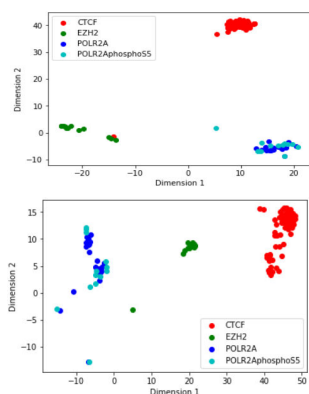 40
30
20
10
0
−10
Dimension 2
CTCF
EZH2
POLR2A
POLR2AphosphoS5
−20
−10
0
10
20
Dimension 1
15
10
5
0
−5
−10
Dimension 2
CTCF
EZH2
POLR2A
POLR2AphosphoS5
−10
0
10
20
30
40
50
Dimension 1